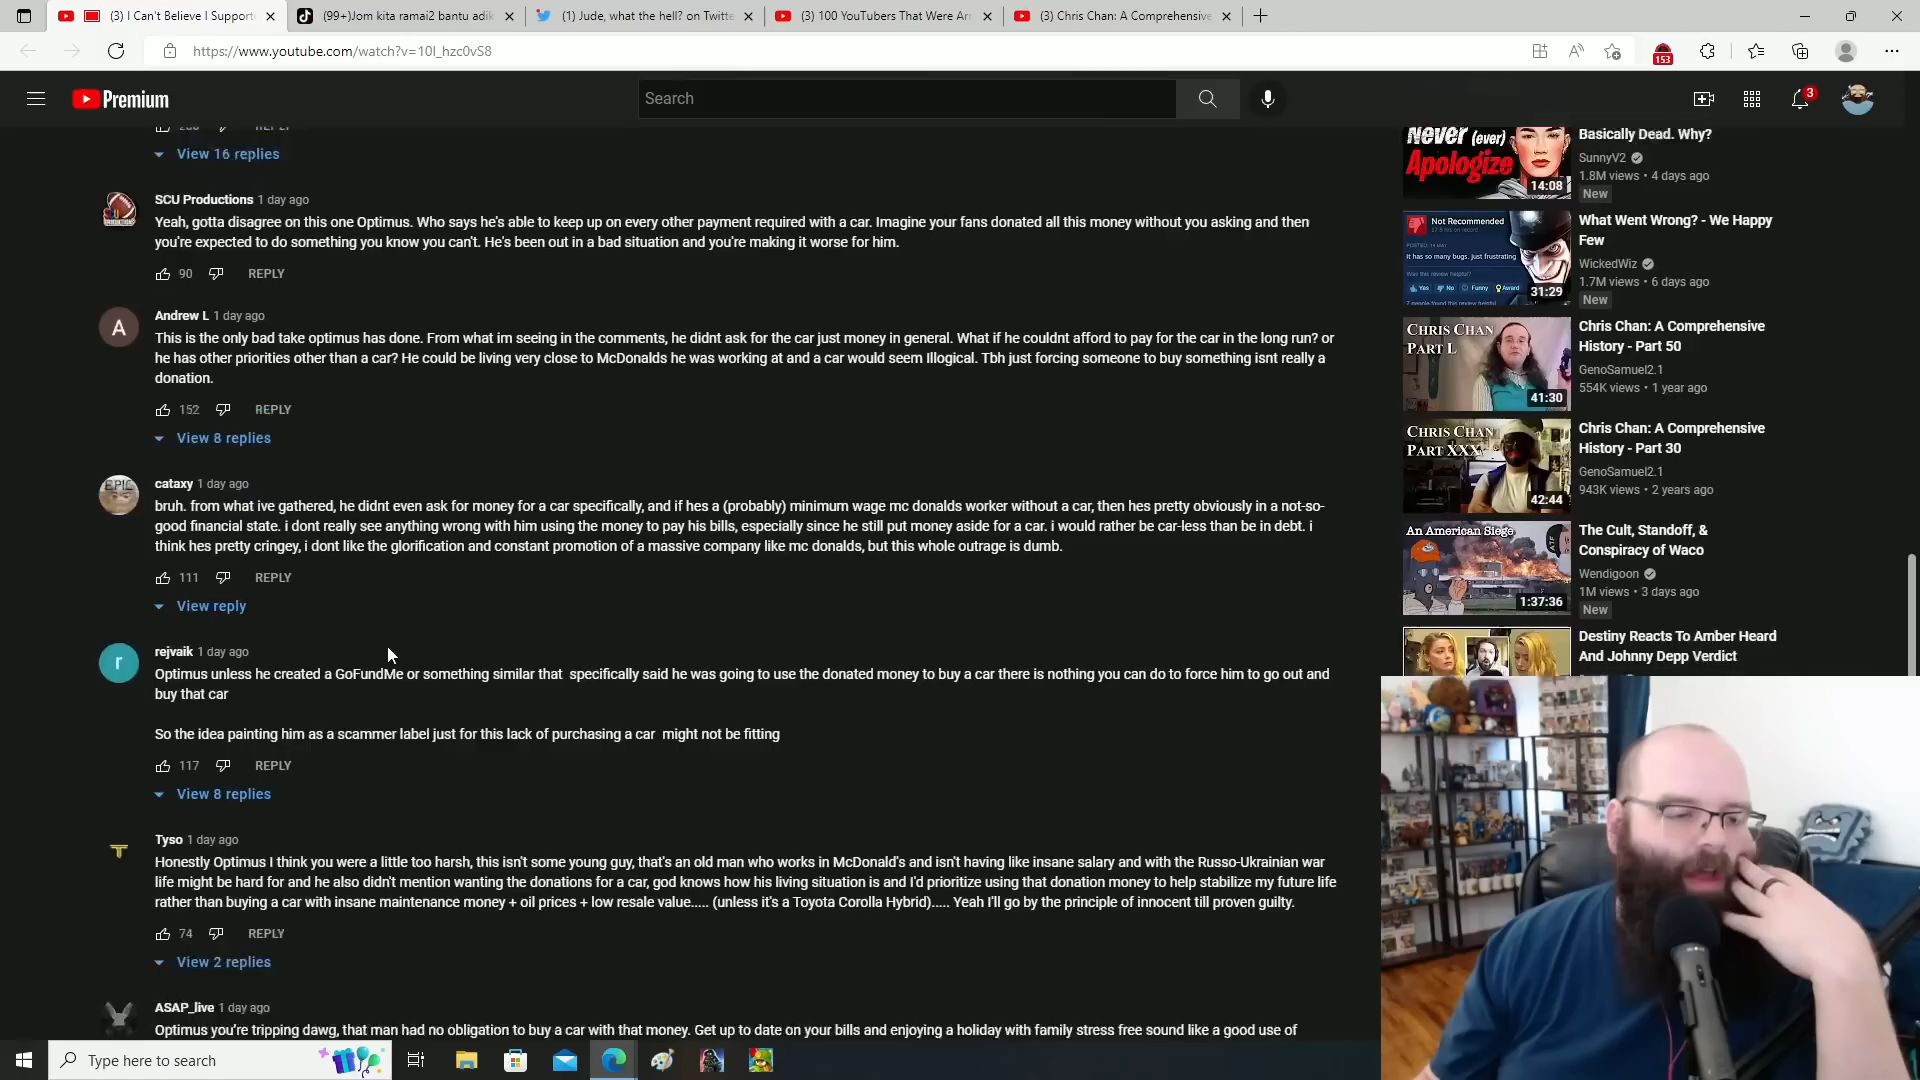 (3) I Can't Believe I Support
(99+)Jom kita ramai2 bantu adik
(1) Jude, what the hell? on Twitte
(3) 100 YouTubers That Were Arr
(3) Chris Chan: A Comprehensive
https://www.youtube.com/watch?v=10l_hzc0vS8
153
Premium
Search
3
REPLY
View 16 replies
SCU Productions 1 day ago
Yeah, gotta disagree on this one Optimus. Who says he's able to keep up on every other payment required with a car. Imagine your fans donated all this money without you asking and then
you're expected to do something you know you can't. He's been out in a bad situation and you're making it worse for him.
90 REPLY
A
Andrew L 1 day ago
This is the only bad take optimus has done. From what im seeing in the comments, he didnt ask for the car just money in general. What if he couldnt afford to pay for the car in the long run? or
he has other priorities other than a car? He could be living very close to McDonalds he was working at and a car would seem Illogical. Tbh just forcing someone to buy something isnt really a
donation.
152 REPLY
View 8 replies
EPIC
cataxy 1 day ago
bruh. from what ive gathered, he didnt even ask for money for a car specifically, and if hes a (probably) minimum wage mc donalds worker without a car, then hes pretty obviously in a not-so-
good financial state. i dont really see anything wrong with him using the money to pay his bills, especially since he still put money aside for a car. i would rather be car-less than be in debt. i
think hes pretty cringey, i dont like the glorification and constant promotion of a massive company like mc donalds, but this whole outrage is dumb.
111 REPLY
View reply
r
rejvaik 1 day ago
Optimus unless he created a GoFundMe or something similar that specifically said he was going to use the donated money to buy a car there is nothing you can do to force him to go out and
buy that car
So the idea painting him as a scammer label just for this lack of purchasing a car might not be fitting
117 REPLY
View 8 replies
Tyso 1 day ago
Honestly Optimus I think you were a little too harsh, this isn't some young guy, that's an old man who works in McDonald's and isn't having like insane salary and with the Russo-Ukrainian war
life might be hard for and he also didn't mention wanting the donations for a car, god knows how his living situation is and I'd prioritize using that donation money to help stabilize my future life
rather than buying a car with insane maintenance money + oil prices + low resale value..... (unless it's a Toyota Corolla Hybrid)..... Yeah I'll go by the principle of innocent till proven guilty.
74 REPLY
View 2 replies
ASAP_live 1 day ago
Optimus you're tripping dawg, that man had no obligation to buy a car with that money. Get up to date on your bills and enjoying a holiday with family stress free sound like a good use of
Never (ever)
Apologize
14:08
Basically Dead. Why?
SunnyV2
1.8M views • 4 days ago
New
Not Recommended
It has so many bugs. just frustrating
Yes No Funny Award
31:29
What Went Wrong? - We Happy
Few
WickedWiz
1.7M views • 6 days ago
New
CHRIS CHAN
PART L
41:30
Chris Chan: A Comprehensive
History - Part 50
GenoSamuel2.1
554K views • 1 year ago
CHRIS CHAN
PART XXX
42:44
Chris Chan: A Comprehensive
History - Part 30
GenoSamuel2.1
943K views • 2 years ago
An American Siege
ATF
1:37:36
The Cult, Standoff, &
Conspiracy of Waco
Wendigoon
1M views • 3 days ago
New
Destiny Reacts To Amber Heard
And Johnny Depp Verdict
Type here to search